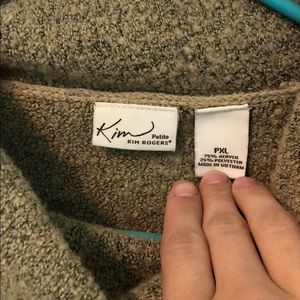 Kim
Petite
KIM ROGERS®
PXL
75% ACRYLIC
25% POLYESTER
MADE IN VIETNAM